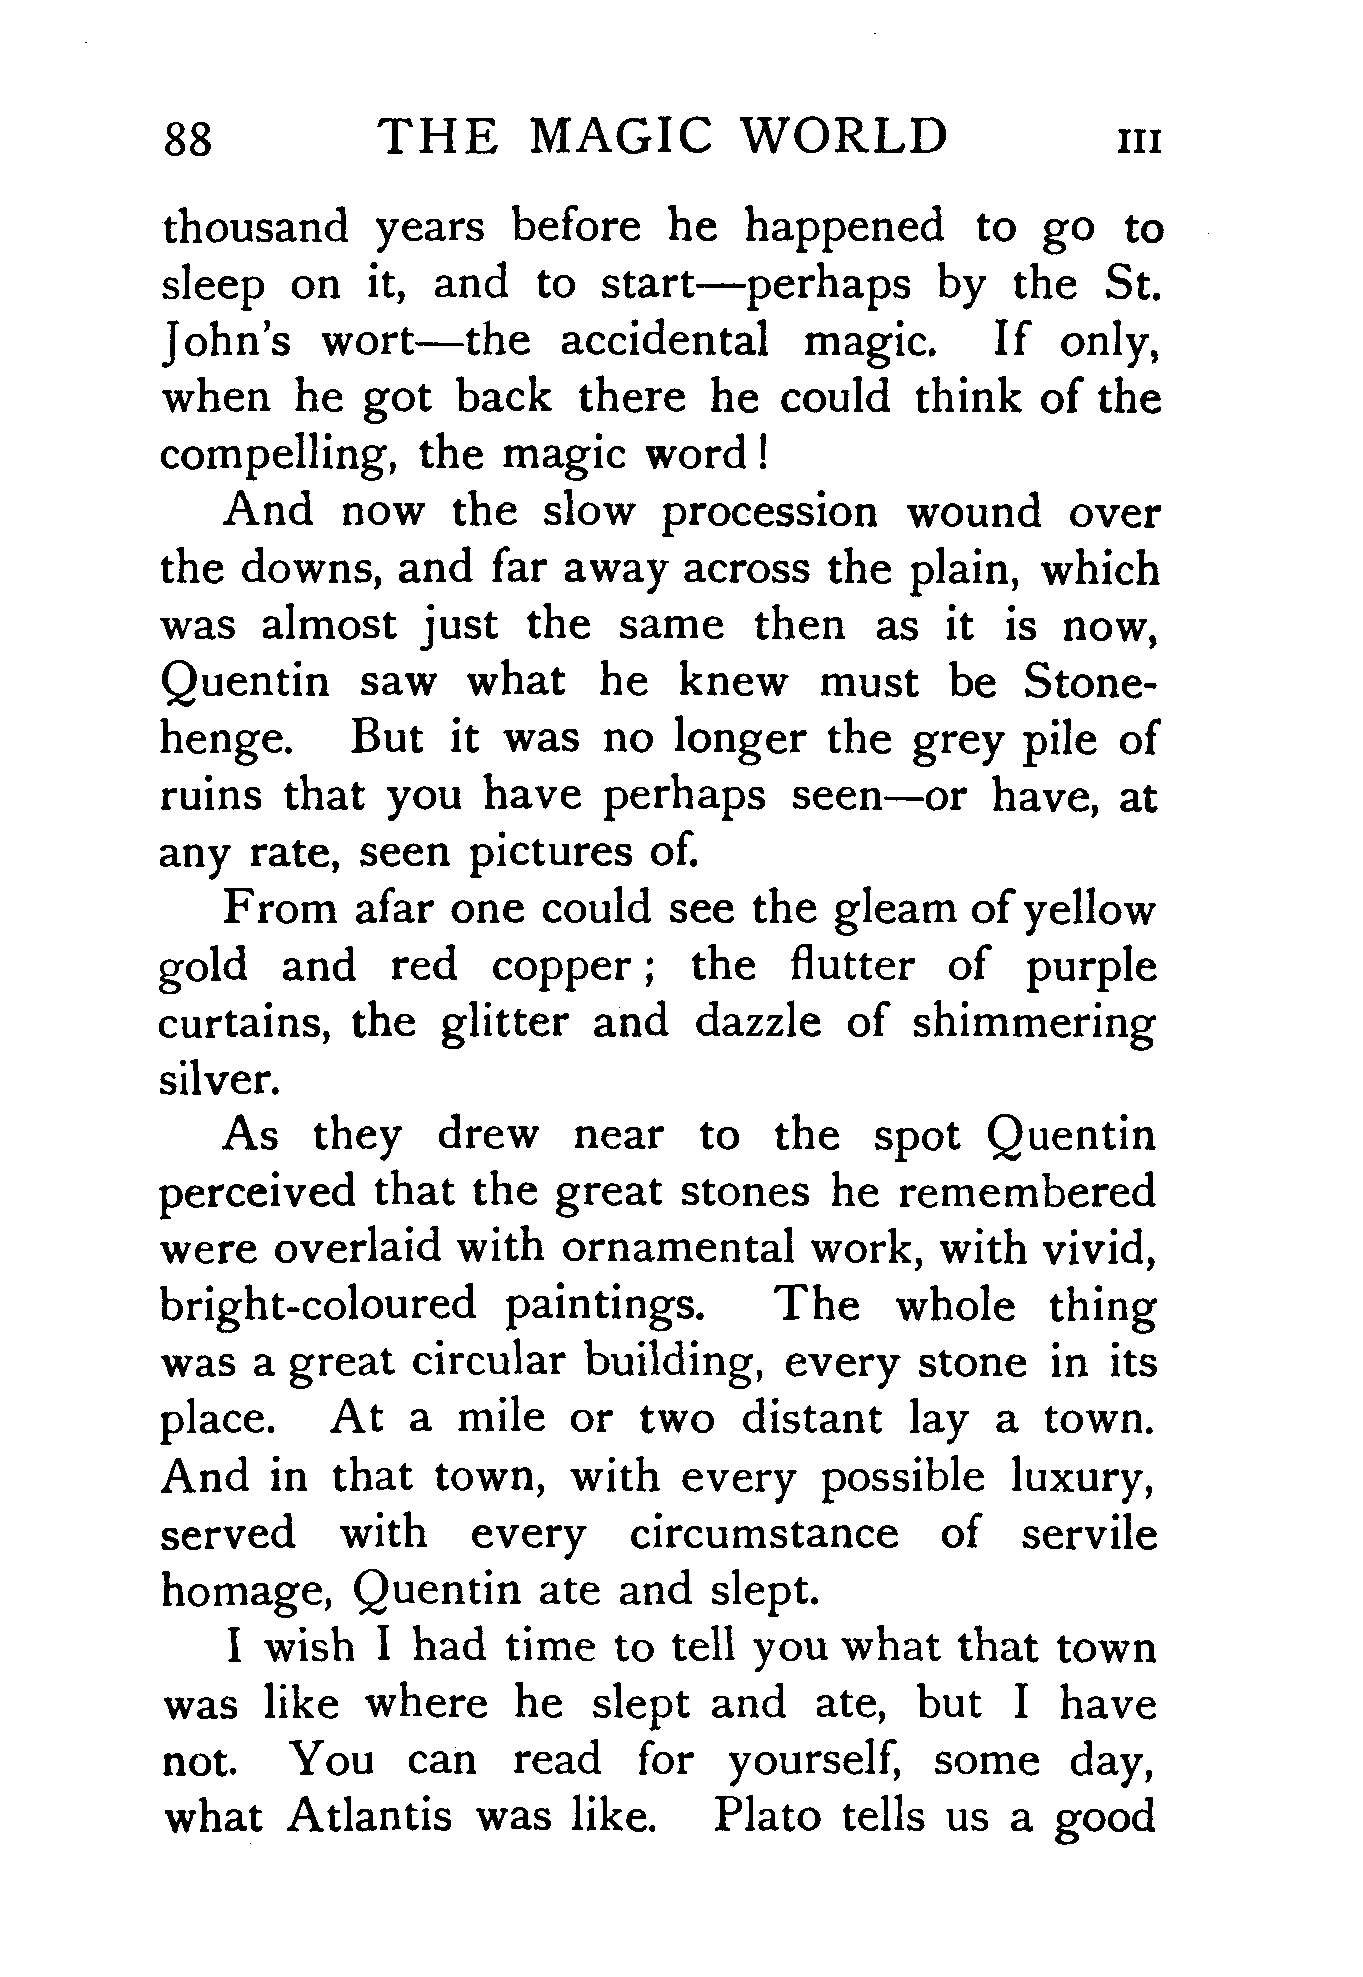 88 THE MAGIC WORLD III
thousand years before he happened to go to
sleep on it, and to start—perhaps by the St.
John's wort—the accidental magic. If only,
when he got back there he could think of the
compelling, the magic word !
And now the slow procession wound over
the downs, and far away across the plain, which
was almost just the same then as it is now,
Quentin saw what he knew must be Stone-
henge. But it was no longer the grey pile of
ruins that you have perhaps seen—or have, at
any rate, seen pictures of.
From afar one could see the gleam of yellow
gold and red copper ; the flutter of purple
curtains, the glitter and dazzle of shimmering
silver.
As they drew near to the spot Quentin
perceived that the great stones he remembered
were overlaid with ornamental work, with vivid,
bright-coloured paintings. The whole thing
was a great circular building, every stone in its
place. At a mile or two distant lay a town.
And in that town, with every possible luxury,
served with every circumstance of servile
homage, Quentin ate and slept.
I wish I had time to tell you what that town
was like where he slept and ate, but I have
not. You can read for yourself, some day,
what Atlantis was like. Plato tells us a good